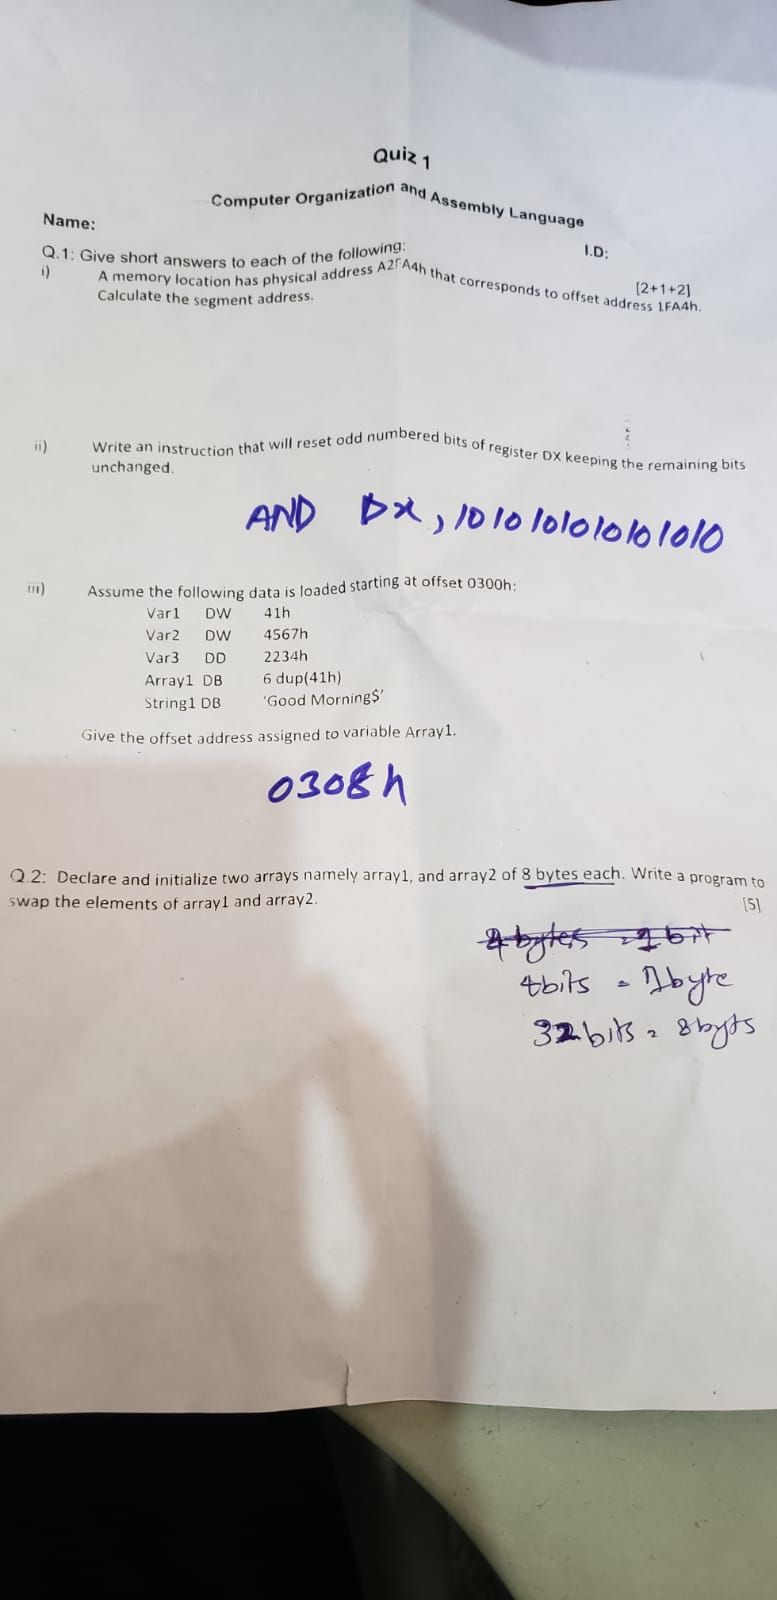 Quiz 1
Computer Organization and Assembly Language
Name:
I.D:
Q.1: Give short answers to each of the following:
[2+1+2]
i) A memory location has physical address that corresponds to offset address 1FA4h.
Calculate the segment address.
ii) Write an instruction that will reset odd numbered bits of register DX keeping the remaining bits
unchanged.
AND Dx, 1010101010101010
iii) Assume the following data is loaded starting at offset 0300h:
Var1 DW 41h
Var2 DW 4567h
Var3 DD 2234h
Array1 DB 6 dup(41h)
String1 DB 'Good Morning$'
Give the offset address assigned to variable Array1.
0308h
Q.2: Declare and initialize two arrays namely array1, and array2 of 8 bytes each. Write a program to
swap the elements of array1 and array2.
[5]
4bits = 1byte
32bits = 8byts